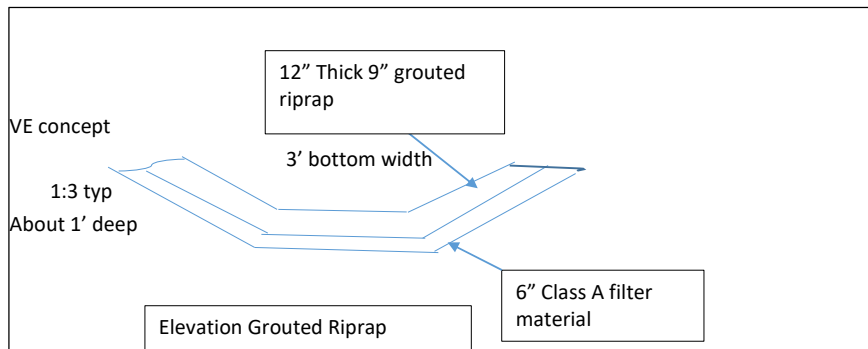 12” Thick 9” grouted
riprap
VE concept
3’ bottom width
1:3 typ
About 1’ deep
6” Class A filter
material
Elevation Grouted Riprap